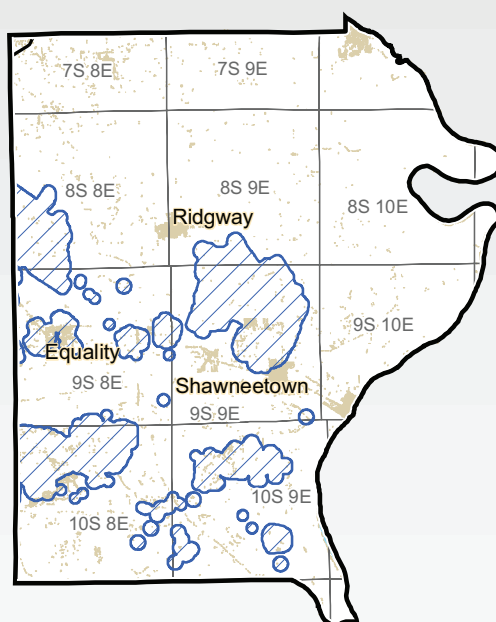 7S 8E
7S 9E
8S 8E
8S 9E
8S 10E
Ridgway
9S 10E
Equality
9S 8E
Shawneetown
9S 9E
10S 9E
10S 8E